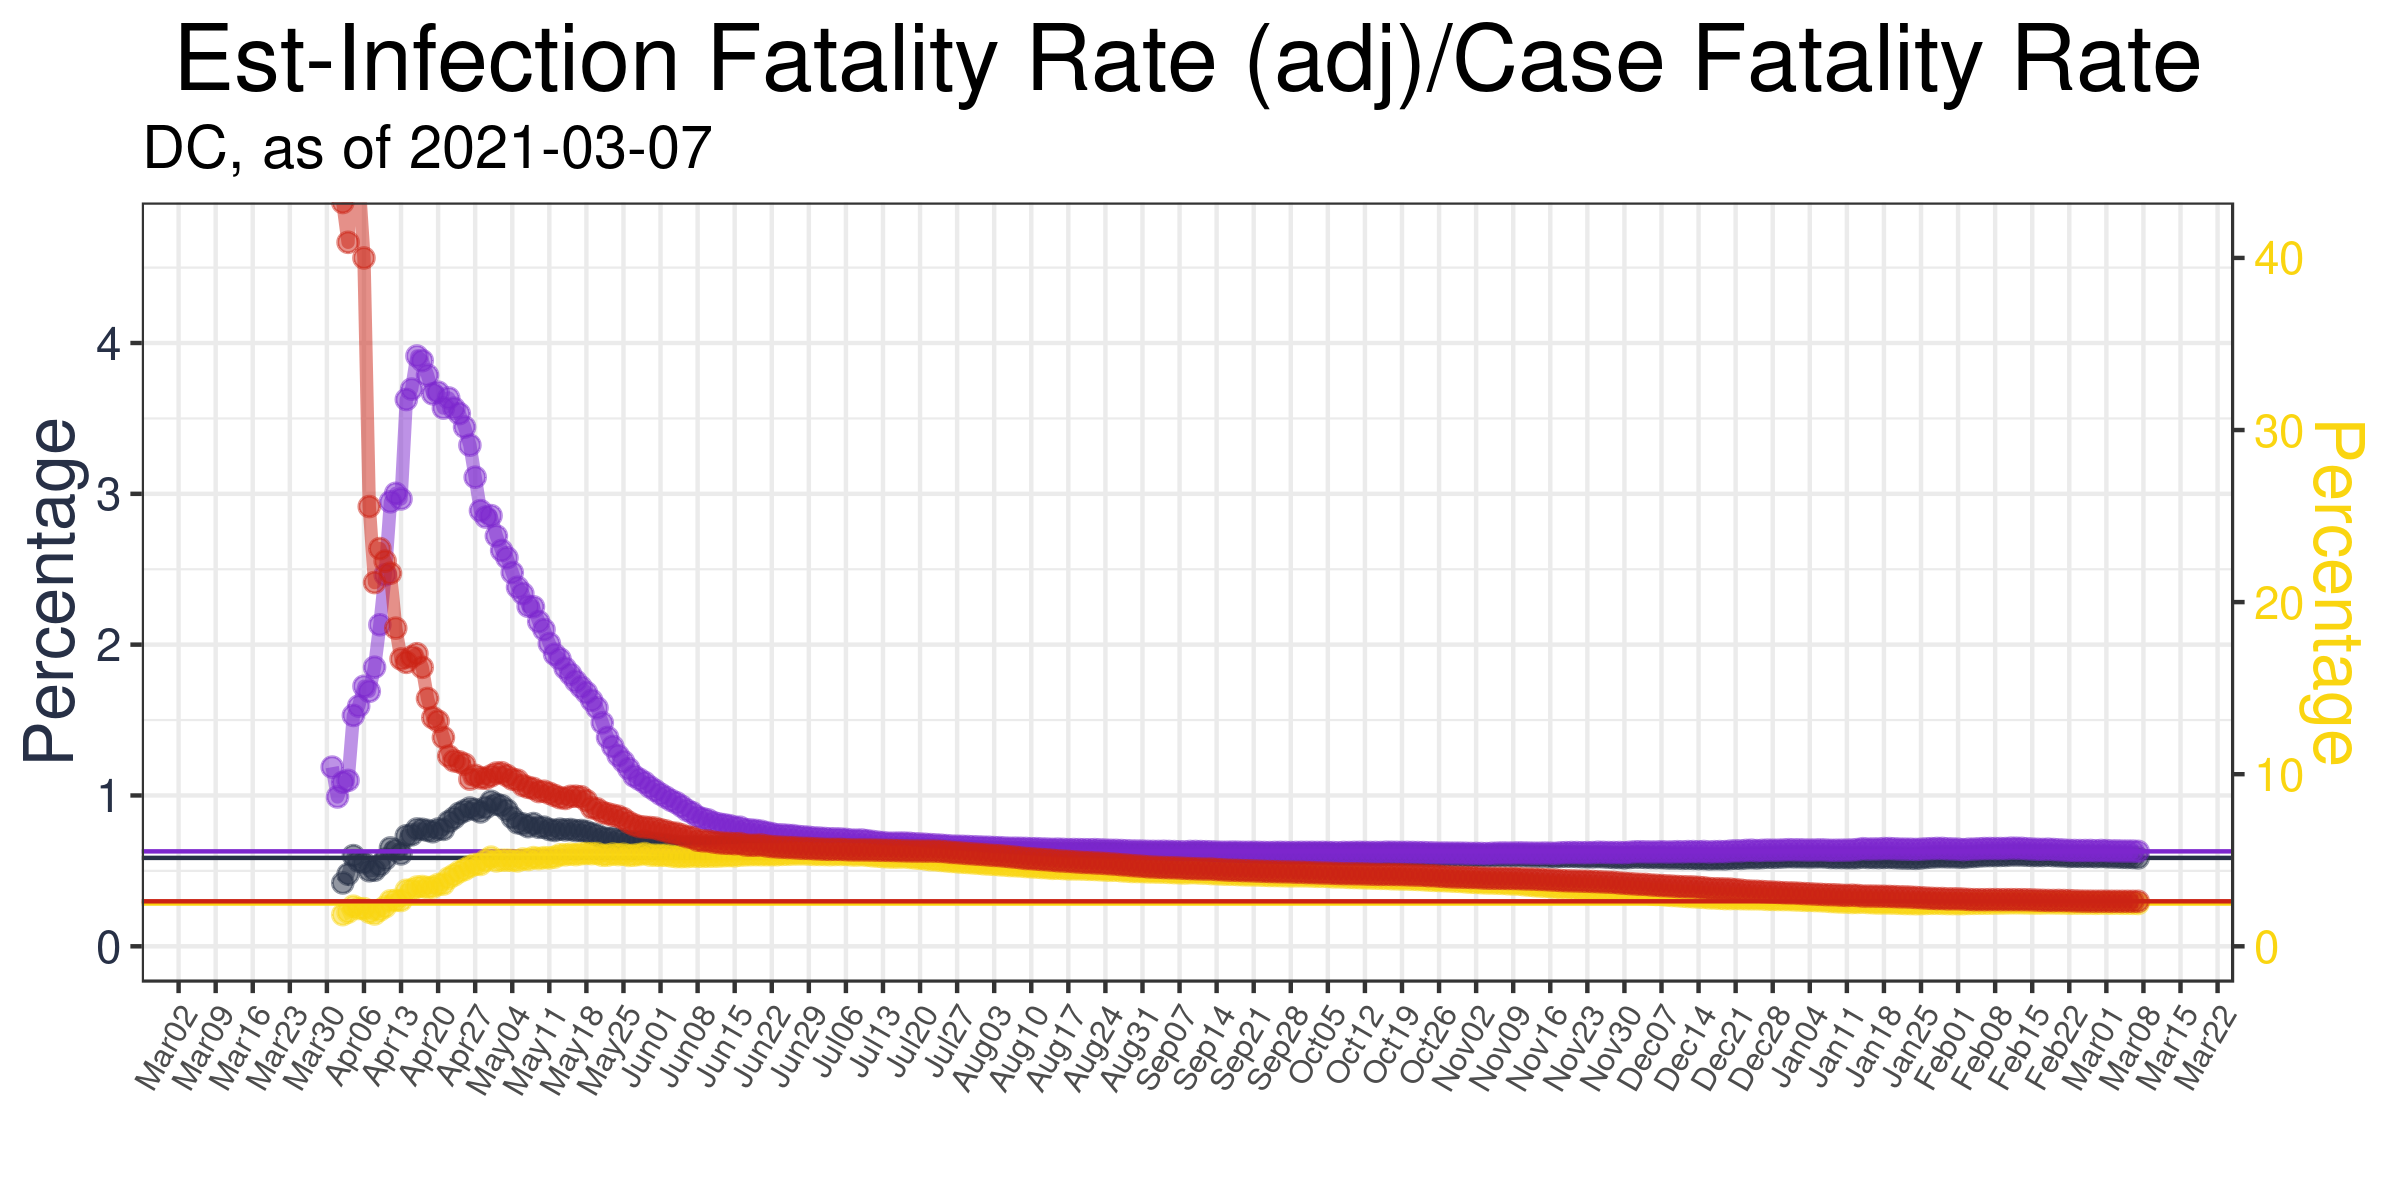 Est-Infection Fatality Rate (adj)/Case Fatality Rate
DC, as of 2021-03-07
Percentage
4
3
2
1
0
40
30
20
10
0
Percentage
Mar02
Mar09
Mar16
Mar23
Mar30
Apr06
Apr13
Apr20
Apr27
May04
May11
May18
May25
Jun01
Jun08
Jun15
Jun22
Jun29
Jul06
Jul13
Jul20
Jul27
Aug03
Aug10
Aug17
Aug24
Aug31
Sep07
Sep14
Sep21
Sep28
Oct05
Oct12
Oct19
Oct26
Nov02
Nov09
Nov16
Nov23
Nov30
Dec07
Dec14
Dec21
Dec28
Dec04
Jan11
Jan18
Jan25
Feb01
Feb08
Feb15
Feb22
Mar01
Mar08
Mar15
Mar22